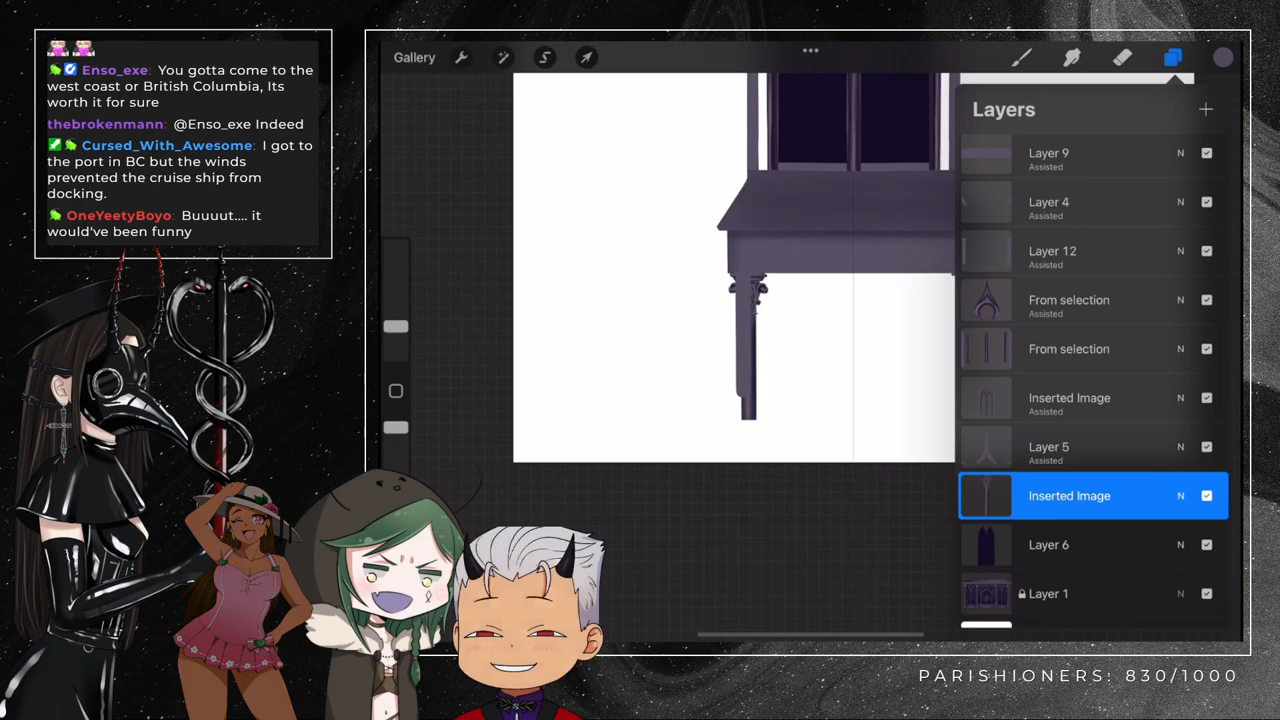 Enso_exe: You gotta come to the
west coast or British Columbia, Its
worth it for sure
thebrokenmann: @Enso_exe Indeed
Cursed_With_Awesome: I got to
the port in BC but the winds
prevented the cruise ship from
docking.
OneYeetyBoyo: Buuuut.... it
would've been funny
Gallery
Layers
Layer 9
N
Assisted
Layer 4
N
Assisted
Layer 12
N
Assisted
From selection
N
Assisted
From selection
N
Inserted Image
N
Assisted
Layer 5
N
Assisted
Inserted Image
N
Layer 6
N
Layer 1
N
PARISHIONERS: 830/1000